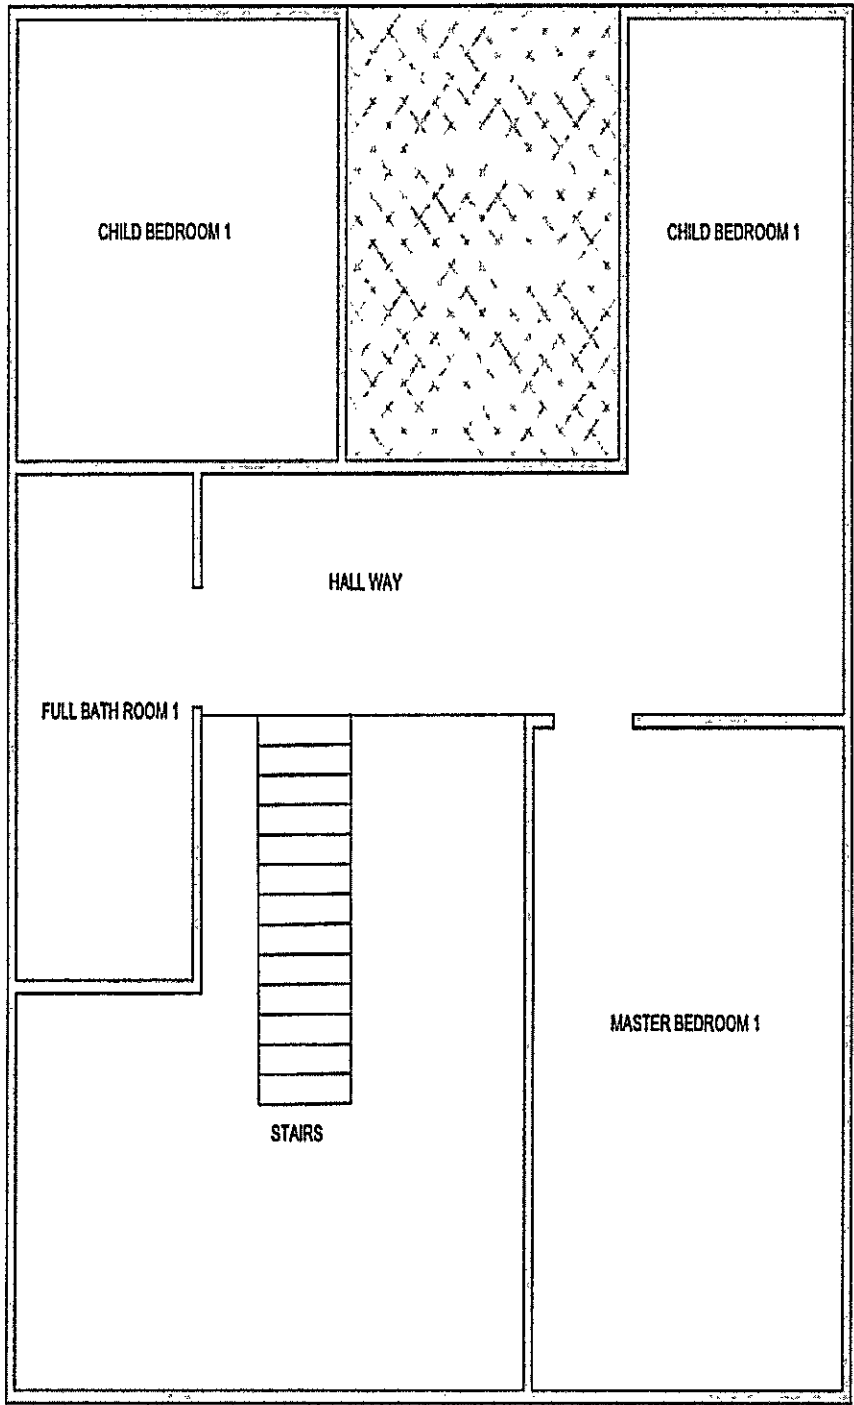 CHILD BEDROOM 1
CHILD BEDROOM 1
HALL WAY
FULL BATH ROOM 1
MASTER BEDROOM 1
STAIRS